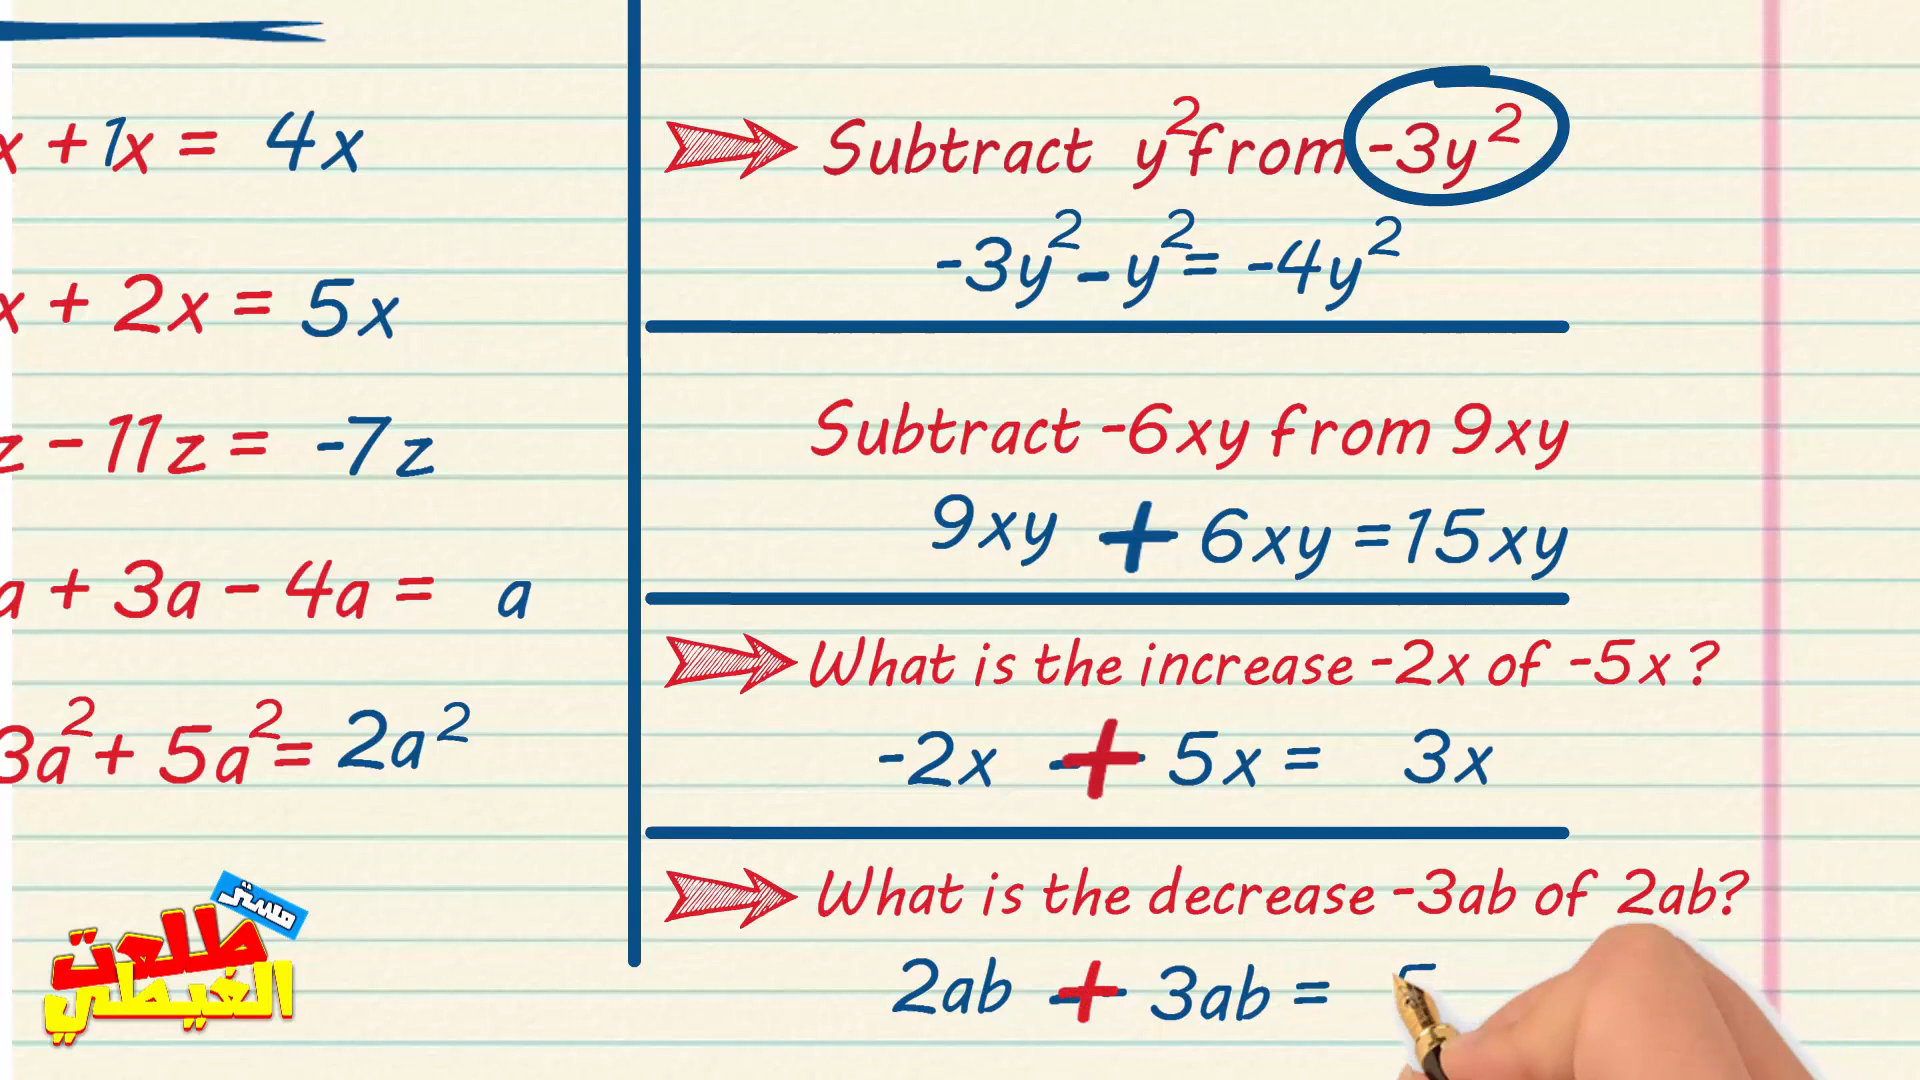 x + 1x = 4x
x + 2x = 5x
z - 11z = -7z
a + 3a - 4a = a
3a² + 5a² = 2a²
مستر
طلعت
الغيطي
Subtract y² from -3y²
-3y² - y² = -4y²
Subtract -6xy from 9xy
9xy + 6xy = 15xy
What is the increase -2x of -5x ?
-2x + 5x = 3x
What is the decrease -3ab of 2ab?
2ab + 3ab =